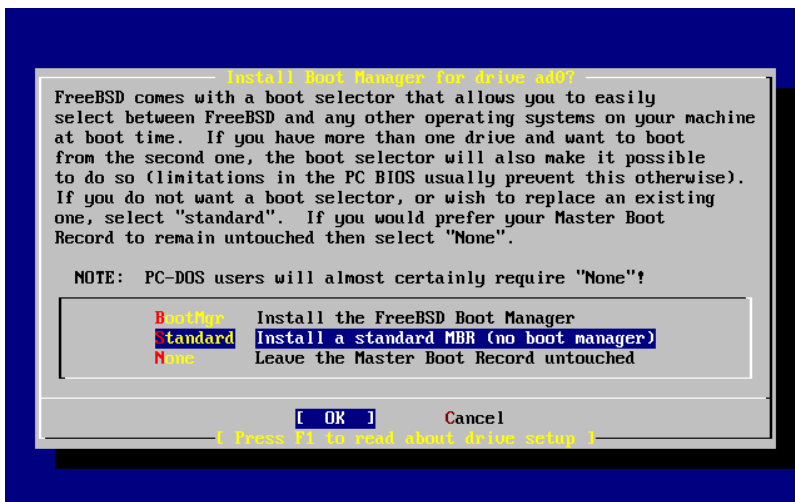 Install Boot Manager for drive ad0?
FreeBSD comes with a boot selector that allows you to easily
select between FreeBSD and any other operating systems on your machine
at boot time.  If you have more than one drive and want to boot
from the second one, the boot selector will also make it possible
to do so (limitations in the PC BIOS usually prevent this otherwise).
If you do not want a boot selector, or wish to replace an existing
one, select "standard".  If you would prefer your Master Boot
Record to remain untouched then select "None".
NOTE:  PC-DOS users will almost certainly require "None"!
BootMgr   Install the FreeBSD Boot Manager
Standard  Install a standard MBR (no boot manager)
None      Leave the Master Boot Record untouched
[  OK  ]       Cancel
[ Press F1 to read about drive setup ]